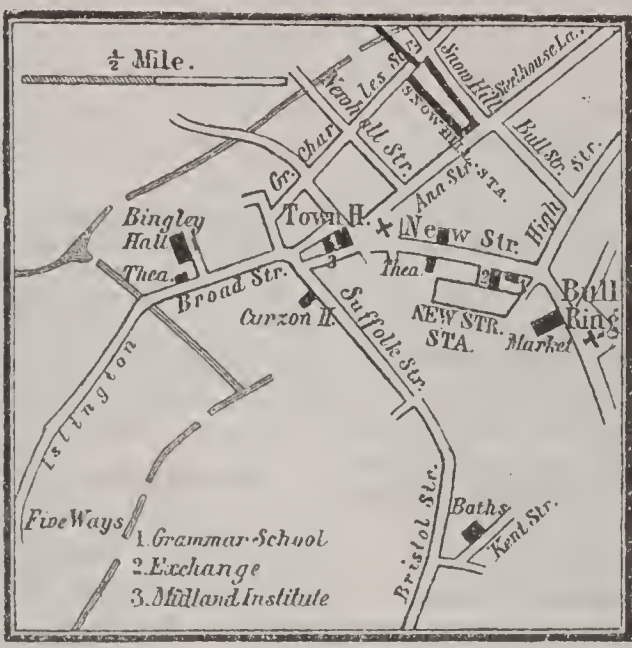 ½ Mile.
Snow Hill
Steelhouse La.
Newhall Str.
Gr. Charles Str.
SNOW HILL STA.
Bull Str.
Ann Str.
High Str.
Town H.
New Str.
Bingley
Hall
Thea.
Broad Str.
3
Thea.
2
1
Bull
Ring
Curzon H.
Suffolk Str.
NEW STR.
STA.
Market
Islington
Five Ways
Baths
Kent Str.
Bristol Str.
1. Grammar School
2. Exchange
3. Midland Institute